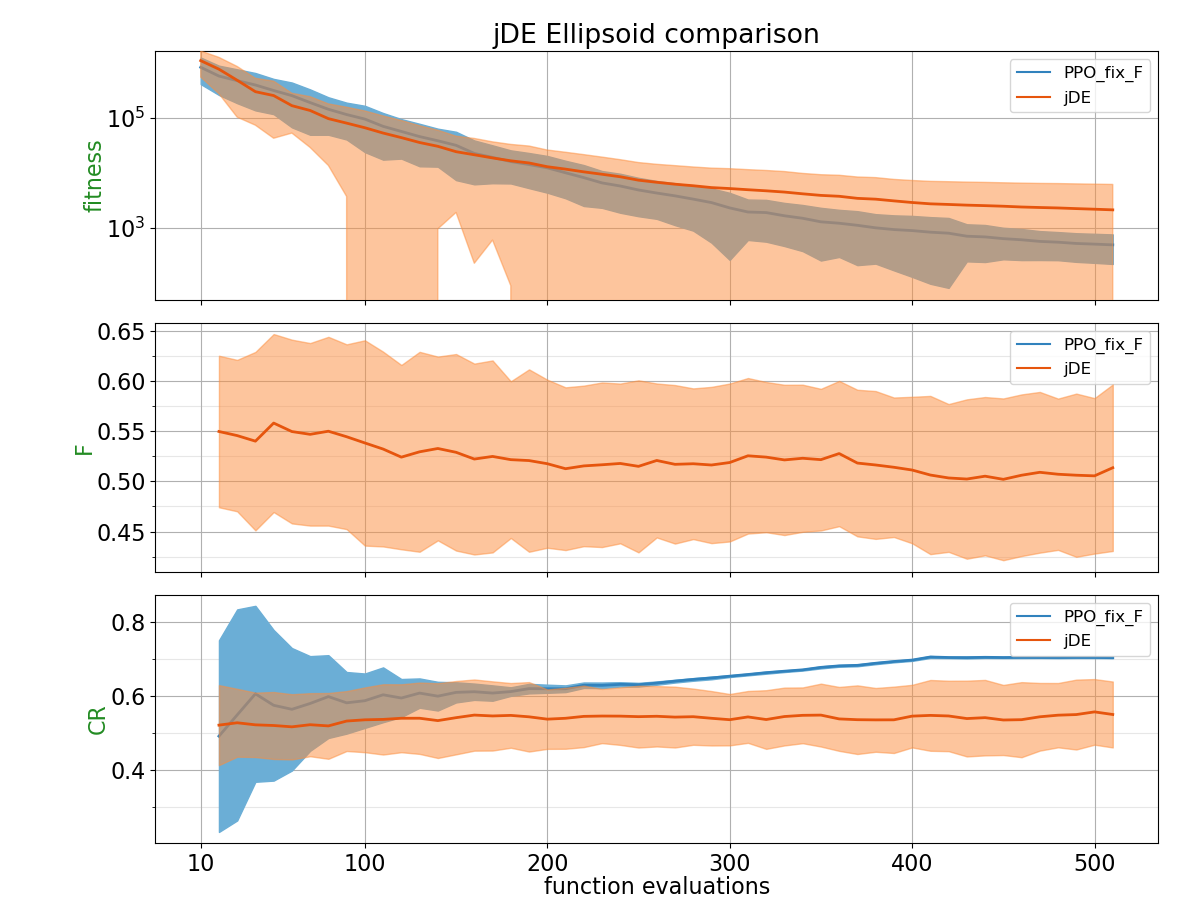 jDE Ellipsoid comparison
fitness
10^5
10^3
PPO_fix_F
jDE
F
0.65
0.60
0.55
0.50
0.45
PPO_fix_F
jDE
CR
0.8
0.6
0.4
PPO_fix_F
jDE
10 100 200 300 400 500
function evaluations